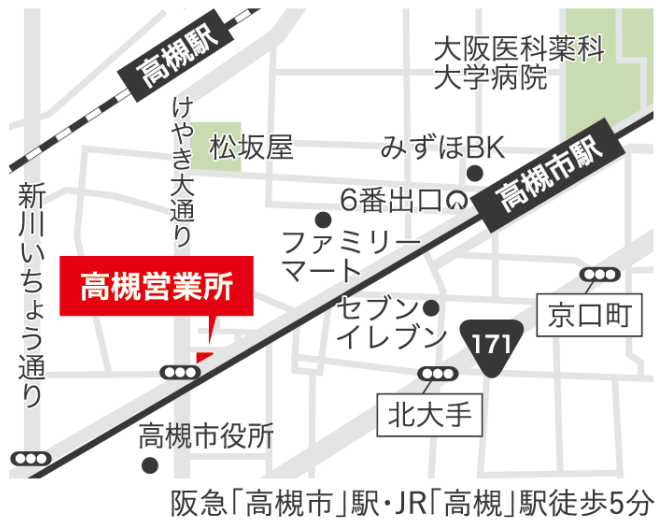 高槻駅
大阪医科薬科
大学病院
けやき大通り
松坂屋
みずほBK
高槻市駅
6番出口
新川いちょう通り
ファミリー
マート
高槻営業所
セブン
イレブン
京口町
171
北大手
高槻市役所
阪急「高槻市」駅・JR「高槻」駅徒歩5分